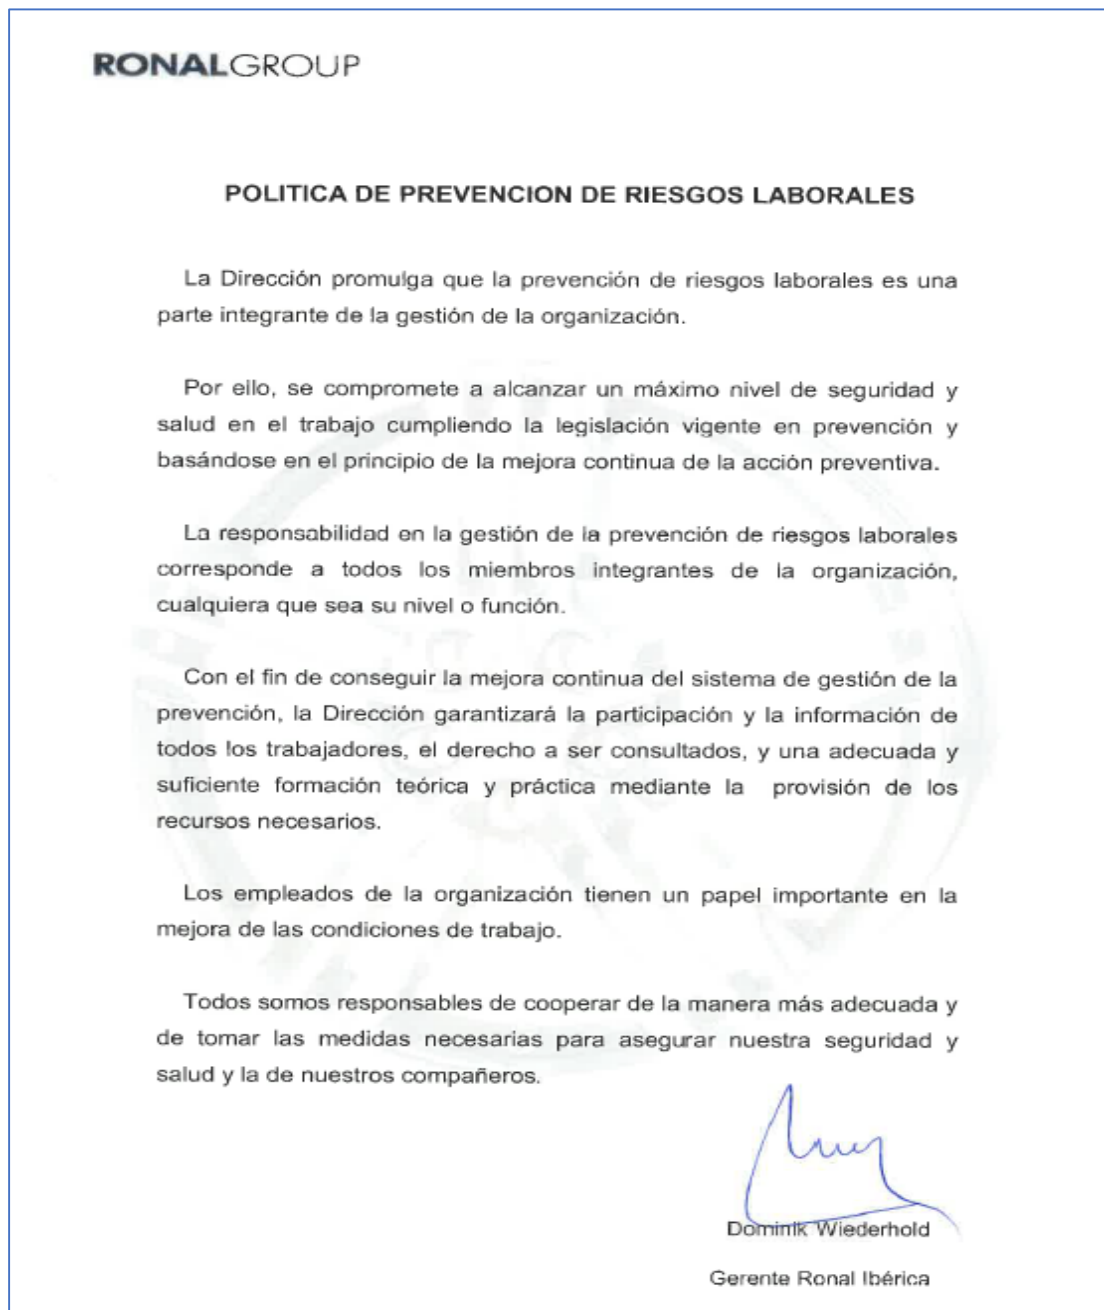 RONALGROUP
POLITICA DE PREVENCION DE RIESGOS LABORALES
La Dirección promulga que la prevención de riesgos laborales es una
parte integrante de la gestión de la organización.
Por ello, se compromete a alcanzar un máximo nivel de seguridad y
salud en el trabajo cumpliendo la legislación vigente en prevención y
basándose en el principio de la mejora continua de la acción preventiva.
La responsabilidad en la gestión de la prevención de riesgos laborales
corresponde a todos los miembros integrantes de la organización,
cualquiera que sea su nivel o función.
Con el fin de conseguir la mejora continua del sistema de gestión de la
prevención, la Dirección garantizará la participación y la información de
todos los trabajadores, el derecho a ser consultados, y una adecuada y
suficiente formación teórica y práctica mediante la provisión de los
recursos necesarios.
Los empleados de la organización tienen un papel importante en la
mejora de las condiciones de trabajo.
Todos somos responsables de cooperar de la manera más adecuada y
de tomar las medidas necesarias para asegurar nuestra seguridad y
salud y la de nuestros compañeros.
Dominik Wiederhold
Gerente Ronal Ibérica